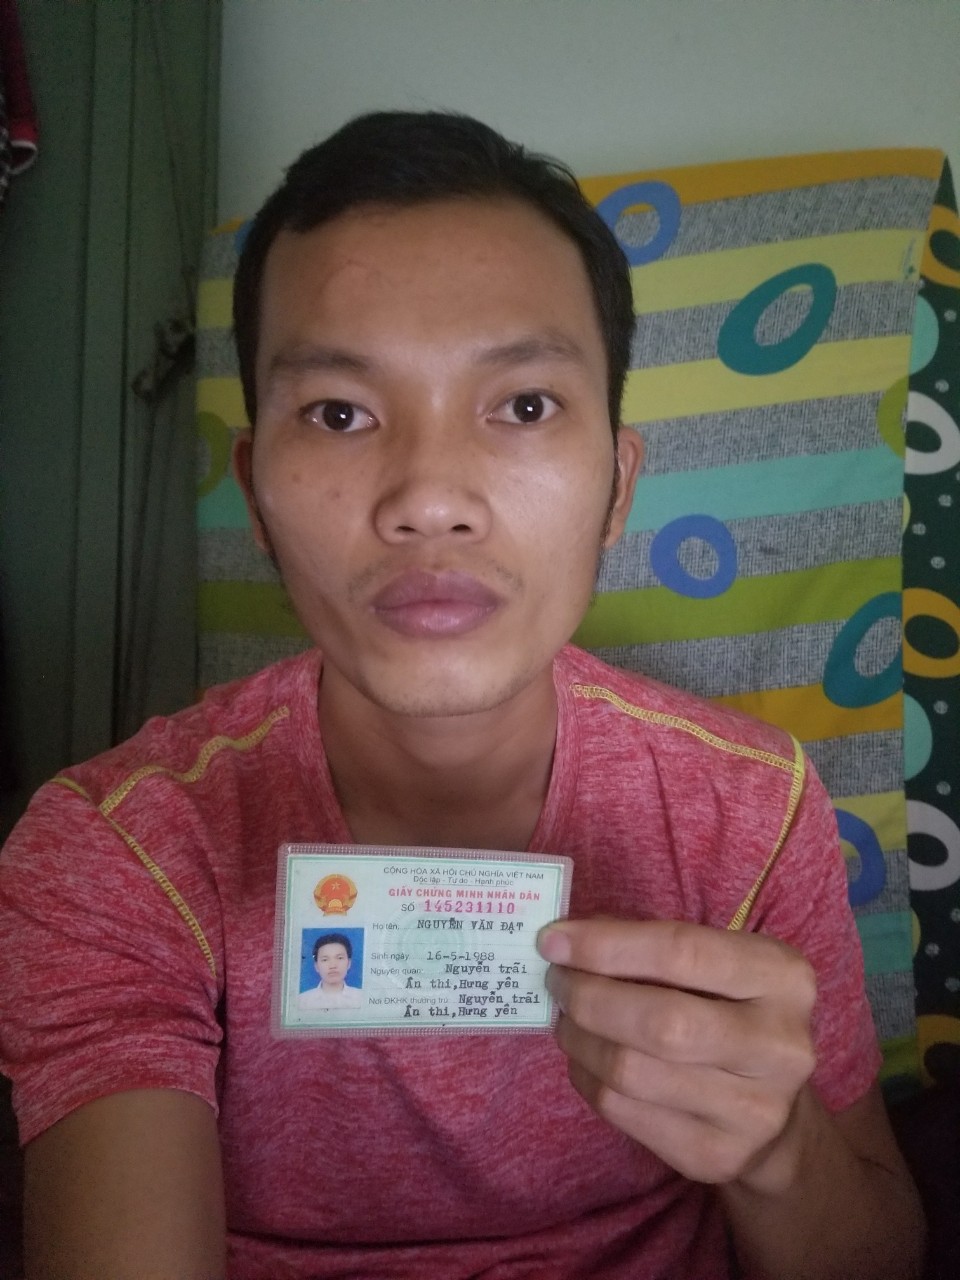 CỘNG HÒA XÃ HỘI CHỦ NGHĨA VIỆT NAM
Độc lập - Tự do - Hạnh phúc
GIẤY CHỨNG MINH NHÂN DÂN
SỐ 145231110
Họ tên: NGUYỄN VĂN ĐẠT
Sinh ngày 16-5-1988
Nguyên quán: Nguyễn trãi
Ân thi,Hưng yên
Nơi ĐKHK thường trú: Nguyễn trãi
Ân thi,Hưng yên